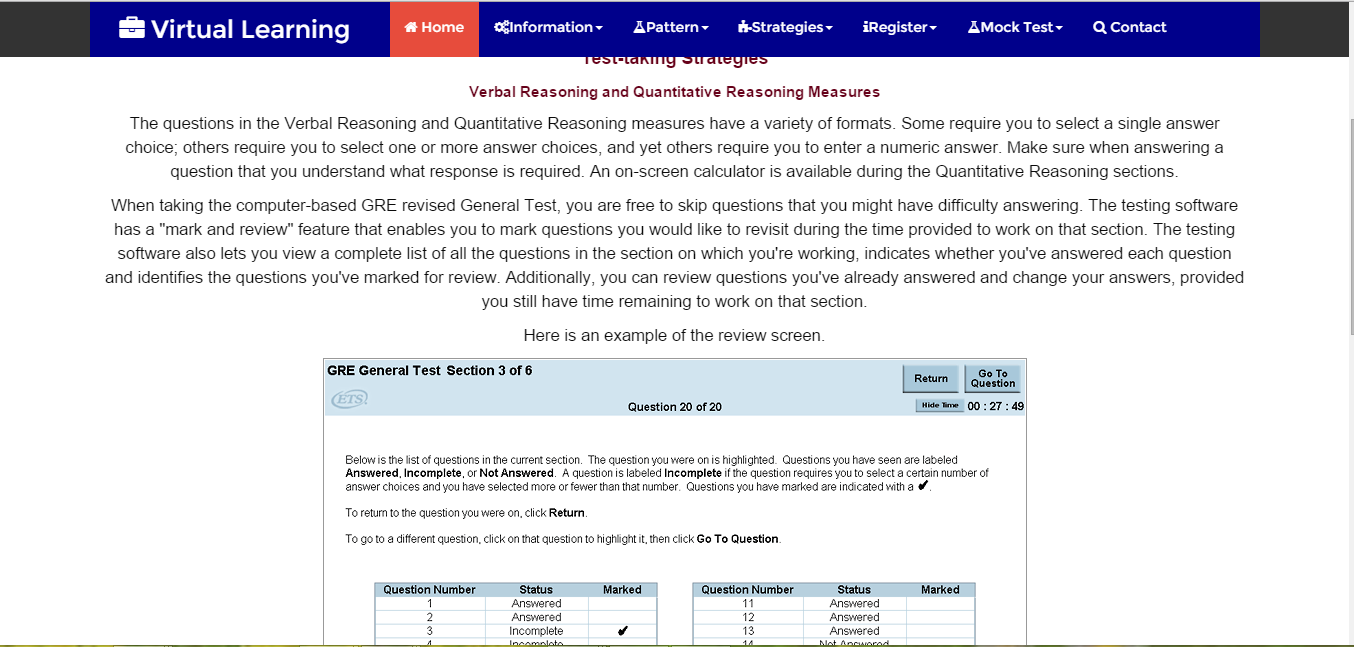 Virtual Learning
Home
Information
Pattern
-Strategies
Register
Mock Test
Contact
Test-taking Strategies
Verbal Reasoning and Quantitative Reasoning Measures
The questions in the Verbal Reasoning and Quantitative Reasoning measures have a variety of formats. Some require you to select a single answer
choice; others require you to select one or more answer choices, and yet others require you to enter a numeric answer. Make sure when answering a
question that you understand what response is required. An on-screen calculator is available during the Quantitative Reasoning sections.
When taking the computer-based GRE revised General Test, you are free to skip questions that you might have difficulty answering. The testing software
has a "mark and review" feature that enables you to mark questions you would like to revisit during the time provided to work on that section. The testing
software also lets you view a complete list of all the questions in the section on which you're working, indicates whether you've answered each question
and identifies the questions you've marked for review. Additionally, you can review questions you've already answered and change your answers, provided
you still have time remaining to work on that section.
Here is an example of the review screen.
GRE General Test Section 3 of 6
Return
Go To
Question
ETS
Question 20 of 20
Hide Time 00 : 27 : 49
Below is the list of questions in the current section. The question you were on is highlighted. Questions you have seen are labeled
Answered, Incomplete, or Not Answered. A question is labeled Incomplete if the question requires you to select a certain number of
answer choices and you have selected more or fewer than that number. Questions you have marked are indicated with a ✔.
To return to the question you were on, click Return.
To go to a different question, click on that question to highlight it, then click Go To Question.
Question Number Status Marked
1 Answered
2 Answered
3 Incomplete ✔
4 Incomplete
Question Number Status Marked
11 Answered
12 Answered
13 Answered
14 Not Answered